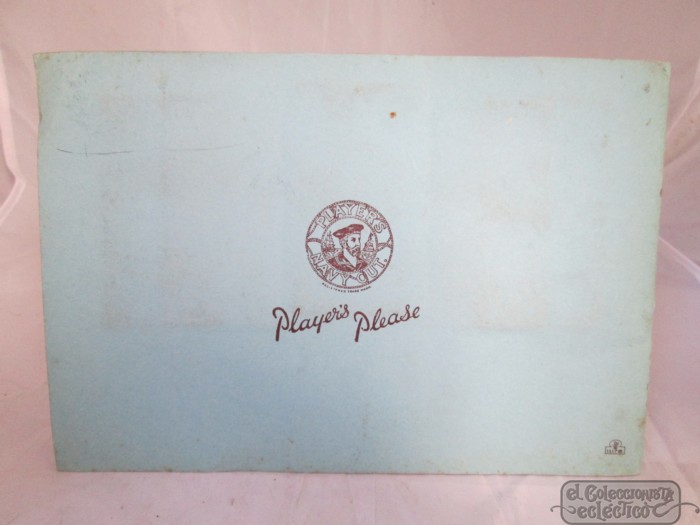 PLAYER'S
NAVY CUT.
Player's Please
el Coleccionista
ecléctico